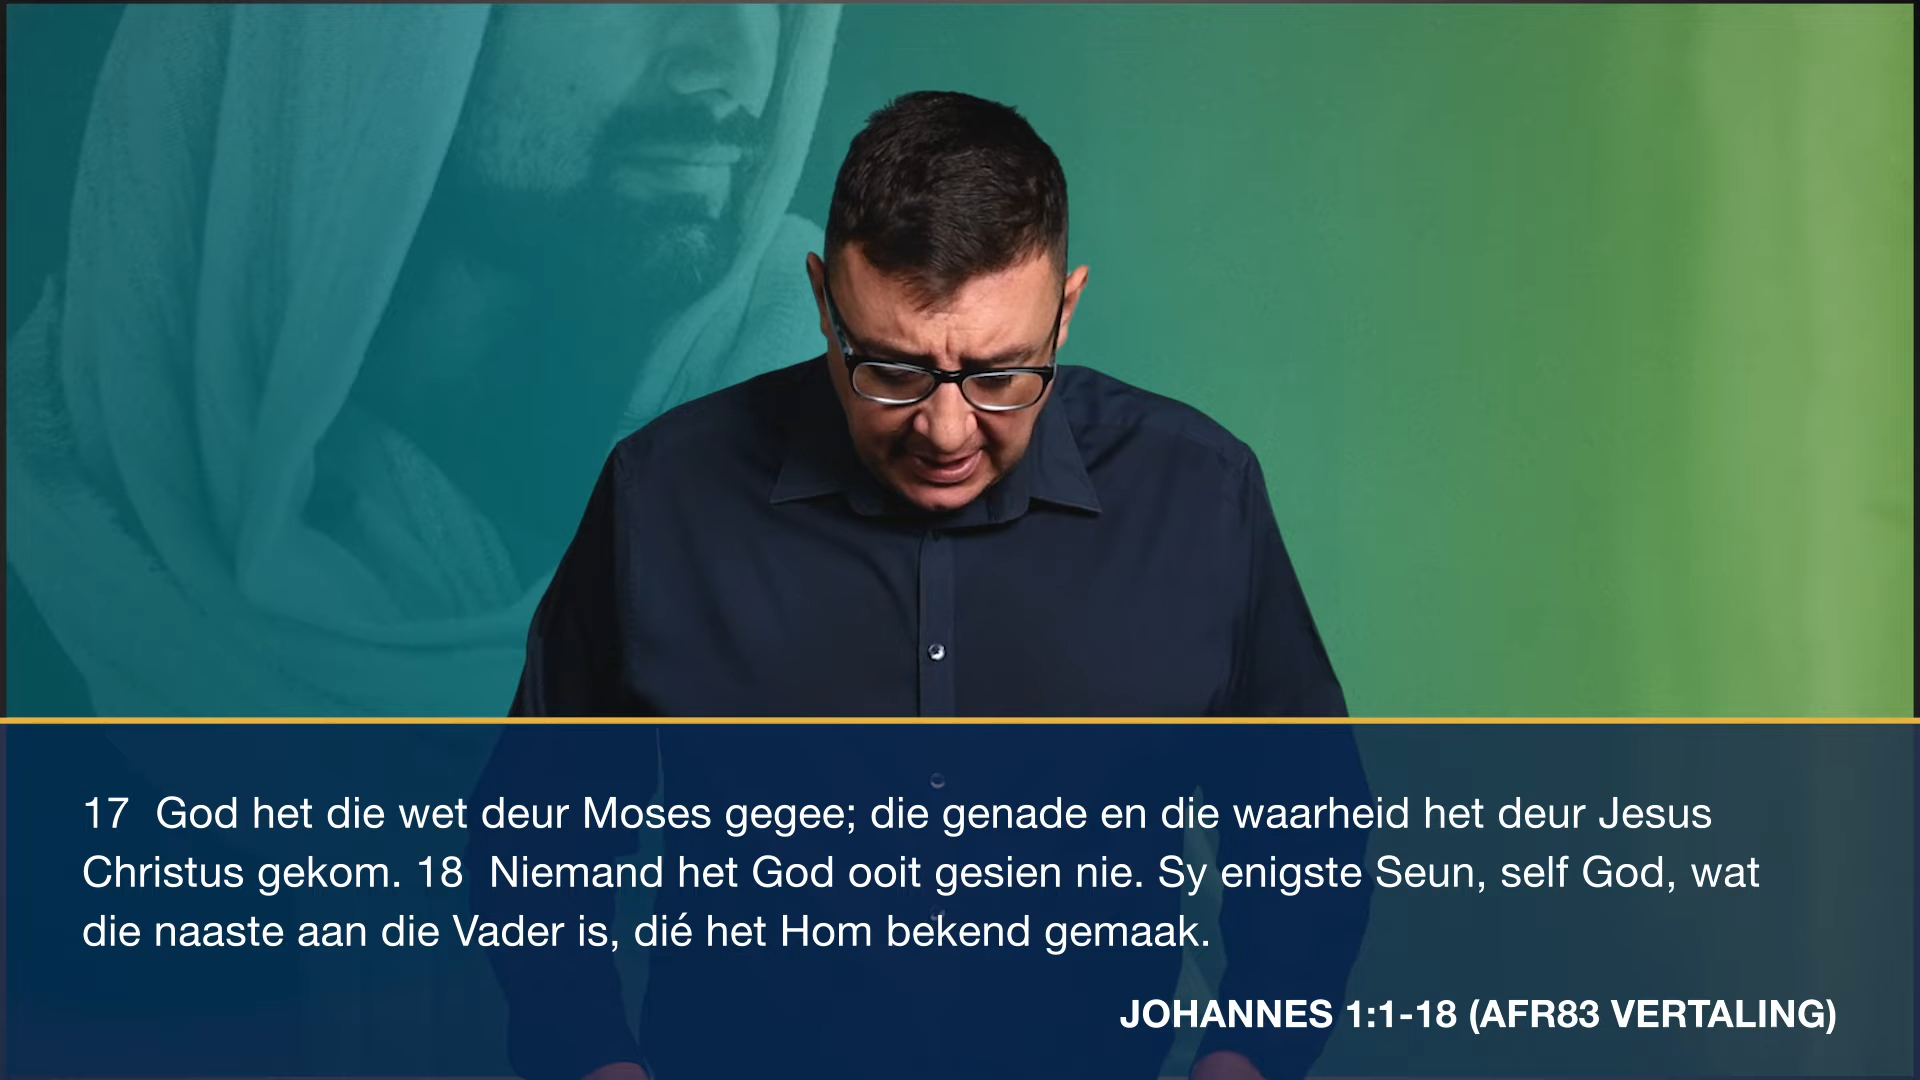 17  God het die wet deur Moses gegee; die genade en die waarheid het deur Jesus
Christus gekom. 18  Niemand het God ooit gesien nie. Sy enigste Seun, self God, wat
die naaste aan die Vader is, dié het Hom bekend gemaak.
JOHANNES 1:1-18 (AFR83 VERTALING)